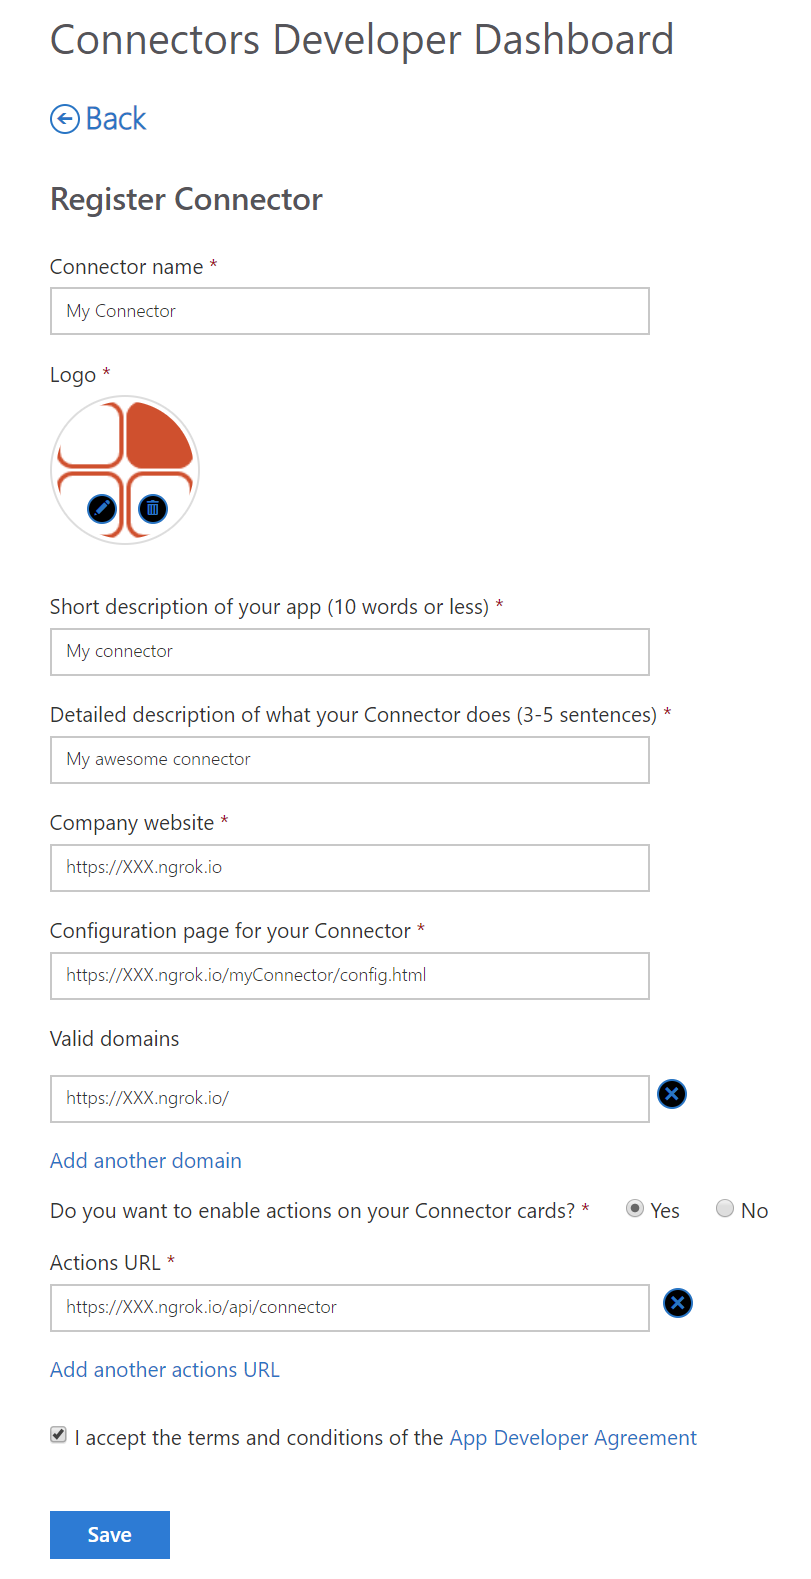 Connectors Developer Dashboard
Back
Register Connector
Connector name *
My Connector
Logo *
Short description of your app (10 words or less) *
My connector
Detailed description of what your Connector does (3-5 sentences) *
My awesome connector
Company website *
https://XXX.ngrok.io
Configuration page for your Connector *
https://XXX.ngrok.io/myConnector/config.html
Valid domains
https://XXX.ngrok.io/
Add another domain
Do you want to enable actions on your Connector cards? * Yes No
Actions URL *
https://XXX.ngrok.io/api/connector
Add another actions URL
I accept the terms and conditions of the App Developer Agreement
Save